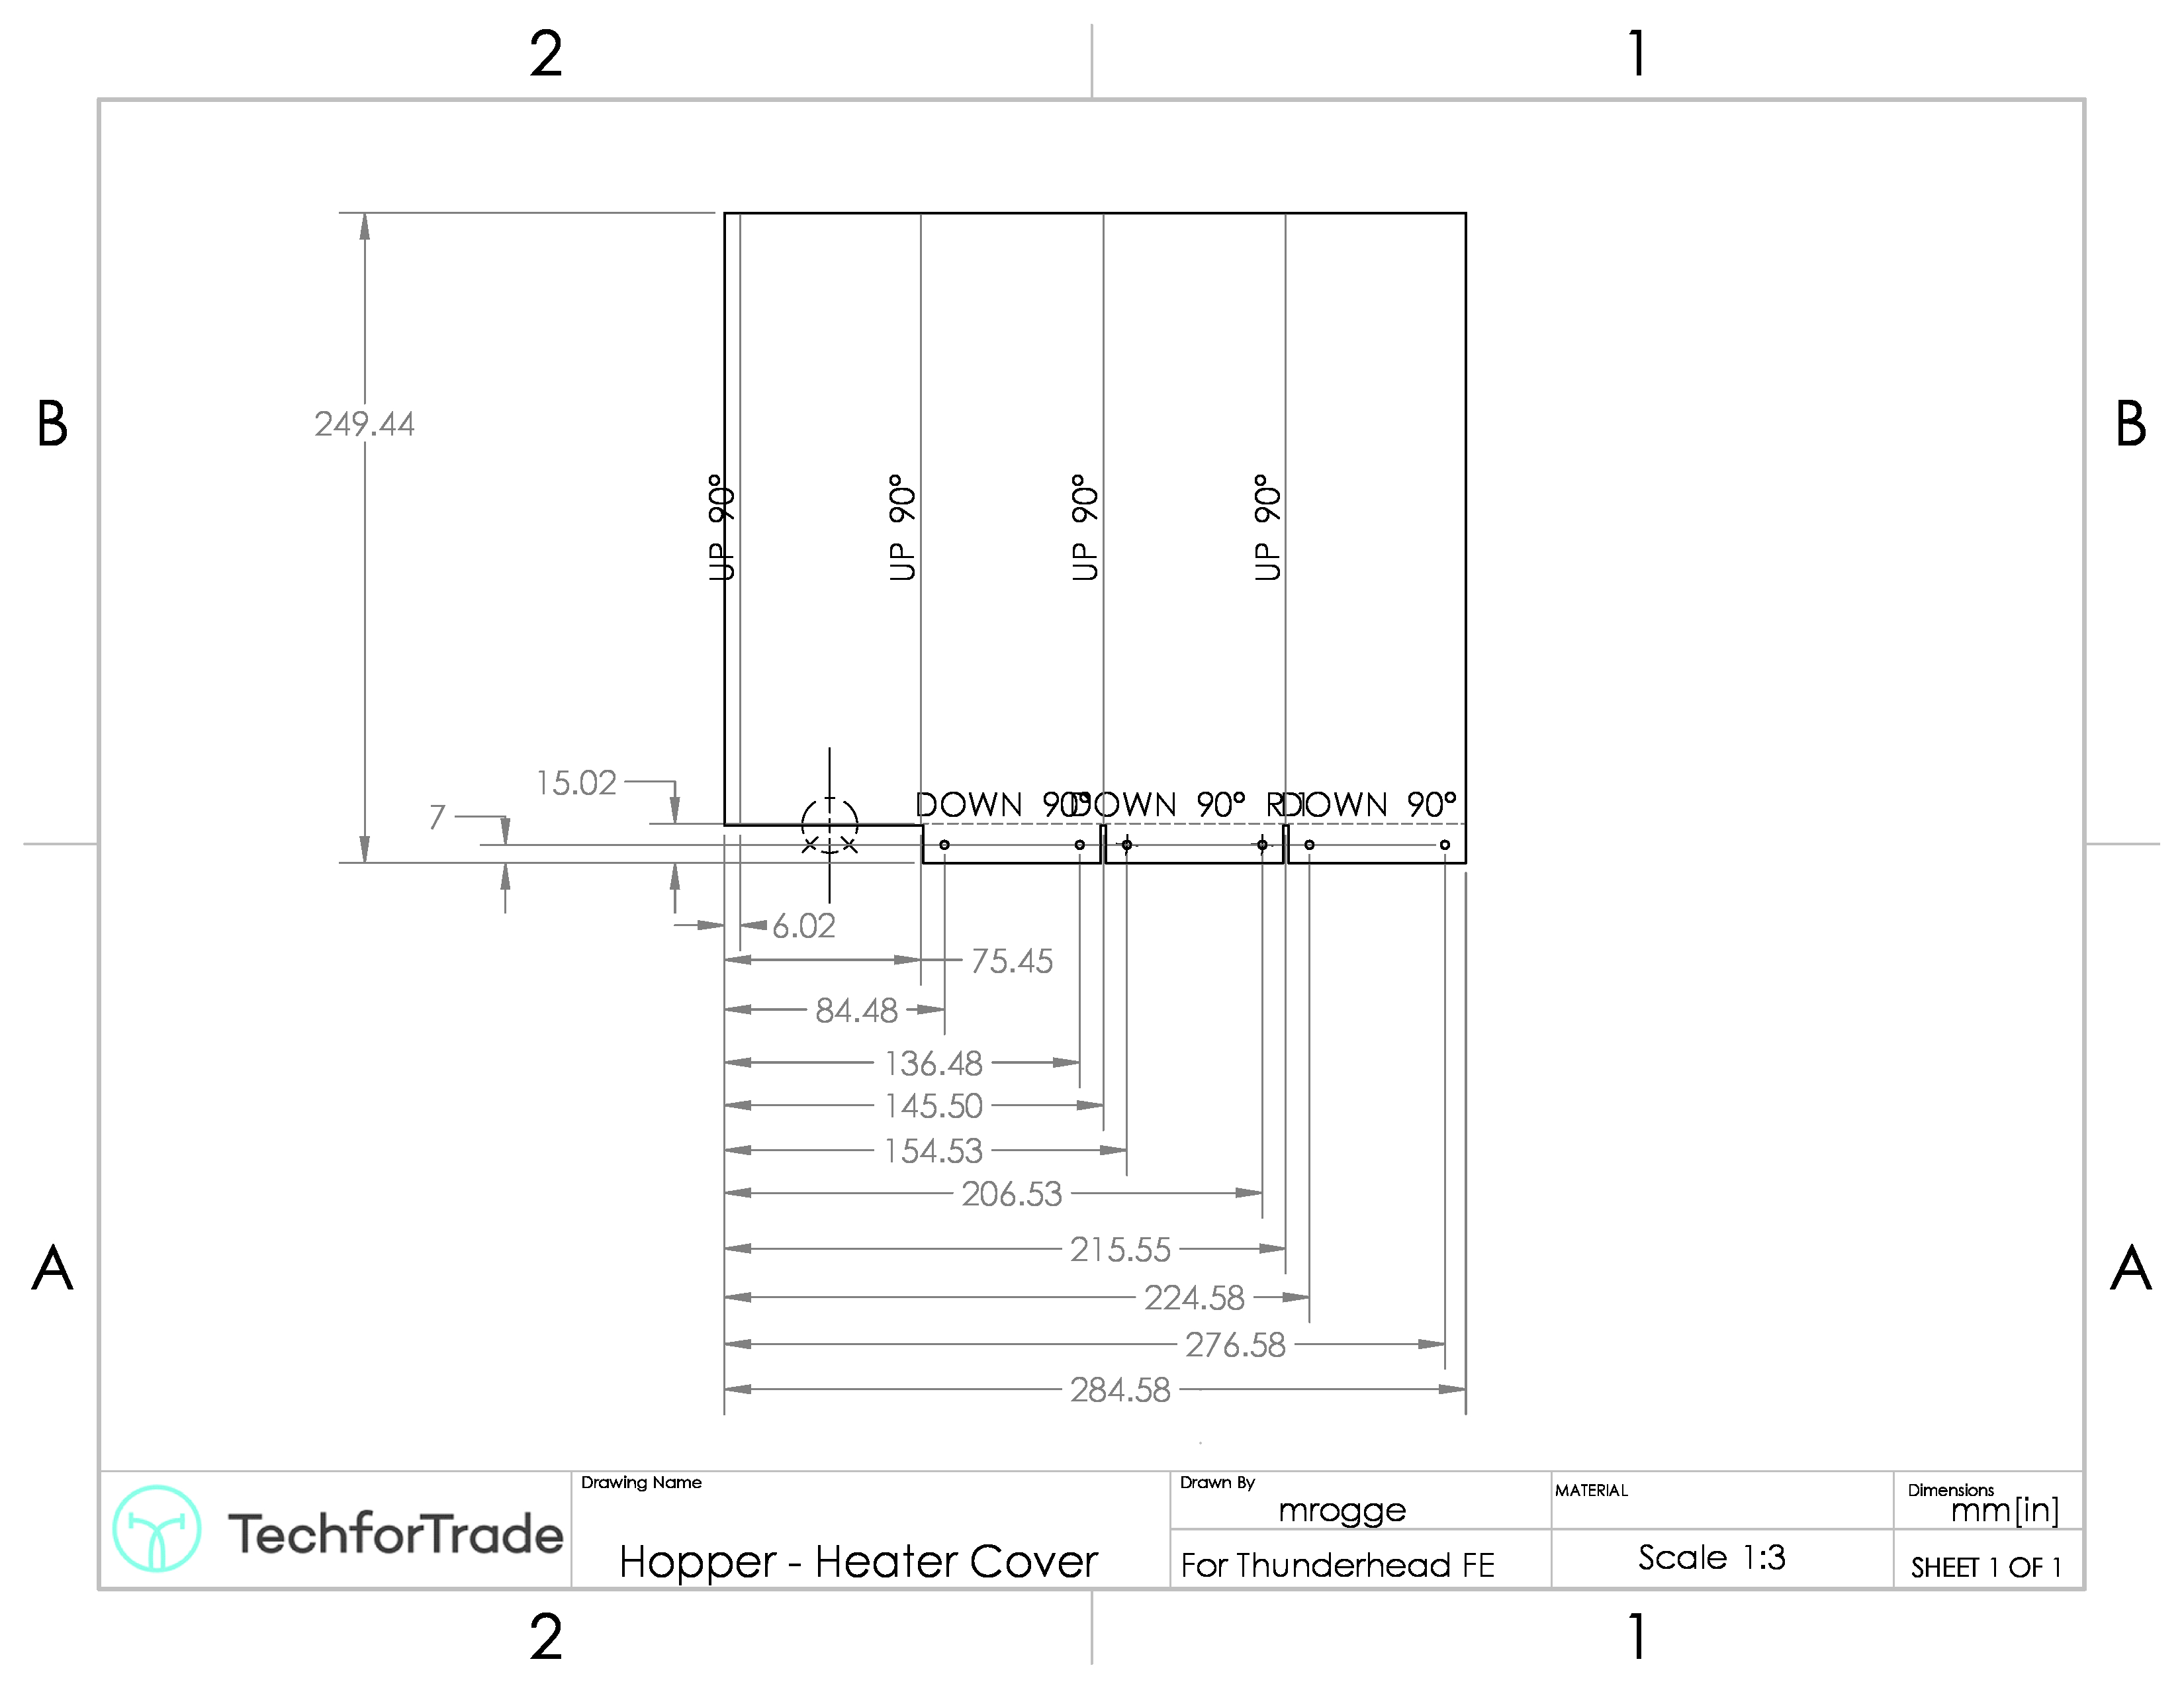 2 1
B B
249.44
UP 90° UP 90° UP 90° UP 90°
15.02
7
DOWN 90° DOWN 90° DOWN 90°
6.02
75.45
84.48
136.48
145.50
154.53
206.53
215.55
A A
224.58
276.58
284.58
TechforTrade
Drawing Name
Hopper - Heater Cover
Drawn By
mrogge
For Thunderhead FE
MATERIAL
Scale 1:3
Dimensions
mm[in]
SHEET 1 OF 1
2 1